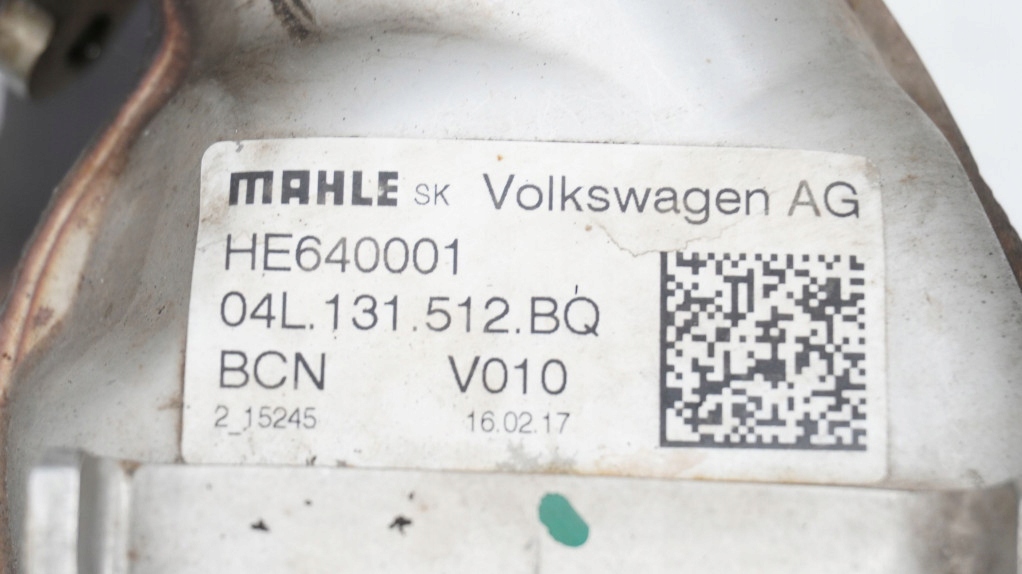 MAHLE SK Volkswagen AG
HE640001
04L.131.512.BQ
BCN V010
2_15245 16.02.17